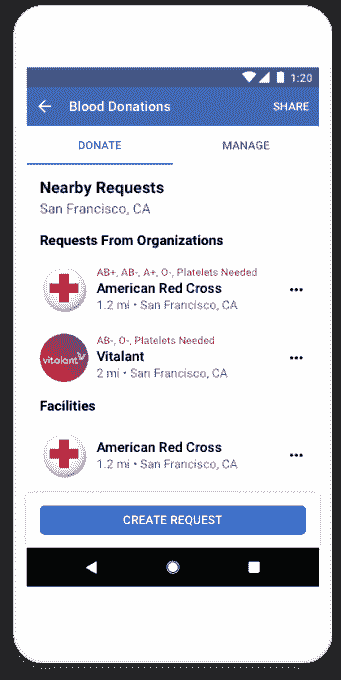 1:20
Blood Donations SHARE
DONATE MANAGE
Nearby Requests
San Francisco, CA
Requests From Organizations
AB+, AB-, A+, O-, Platelets Needed
American Red Cross
1.2 mi • San Francisco, CA
AB-, O-, Platelets Needed
vitalant
Vitalant
2 mi • San Francisco, CA
Facilities
American Red Cross
1.2 mi • San Francisco, CA
CREATE REQUEST